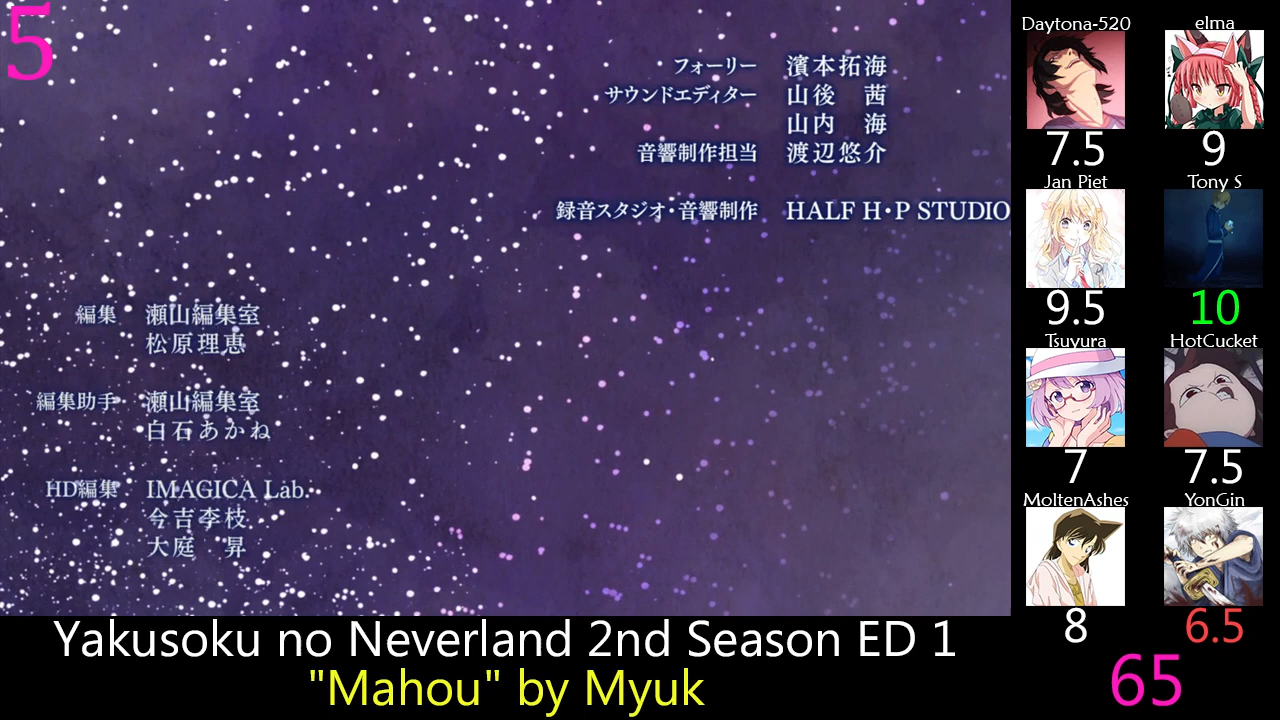 5
フォーリー 濱本拓海
サウンドエディター 山後 茜
山内 海
音響制作担当 渡辺悠介
録音スタジオ・音響制作 HALF H・P STUDIO
編集 瀬山編集室
松原理恵
編集助手 瀬山編集室
白石あかね
HD編集 IMAGICA Lab.
今吉李枝
大庭 昇
Daytona-520 elma
7.5 9
Jan Piet Tony S
9.5 10
Tsuyura HotCucket
7 7.5
MoltenAshes YonGin
8 6.5
65
Yakusoku no Neverland 2nd Season ED 1
"Mahou" by Myuk